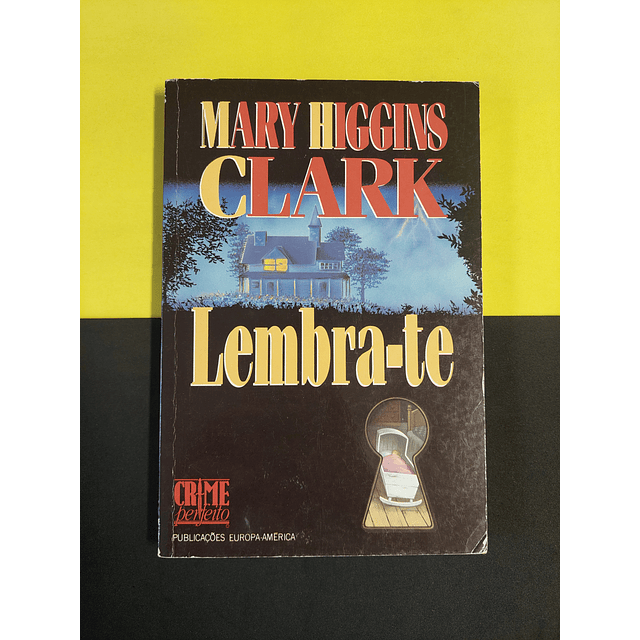 MARY HIGGINS
CLARK
Lembra-te
CRIME
perfeito
PUBLICAÇÕES EUROPA-AMÉRICA